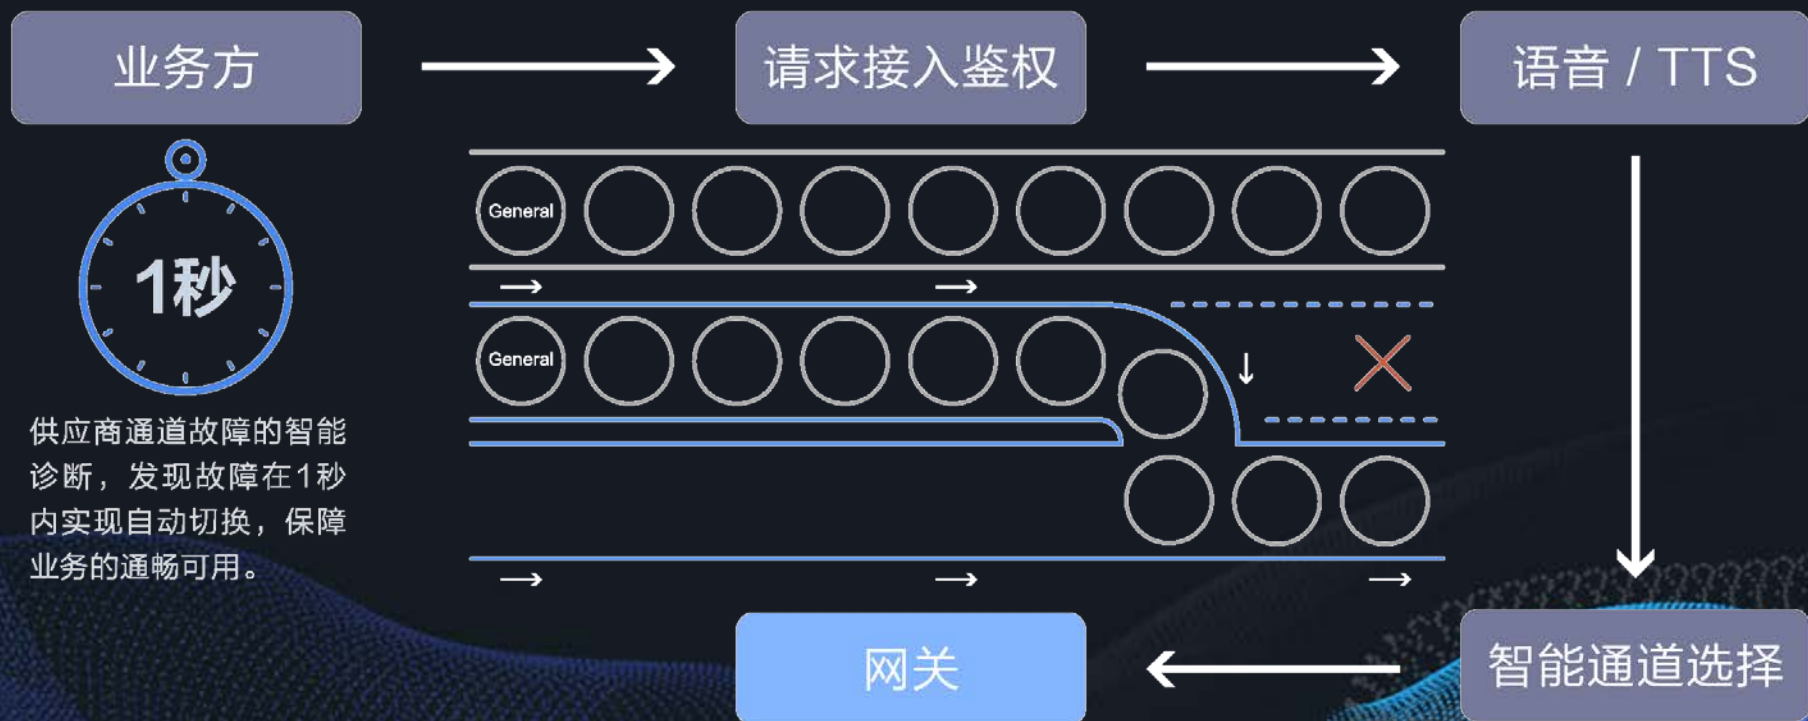 业务方
请求接入鉴权
语音 / TTS
General
1秒
General
供应商通道故障的智能
诊断，发现故障在1秒
内实现自动切换，保障
业务的通畅可用。
网关
智能通道选择